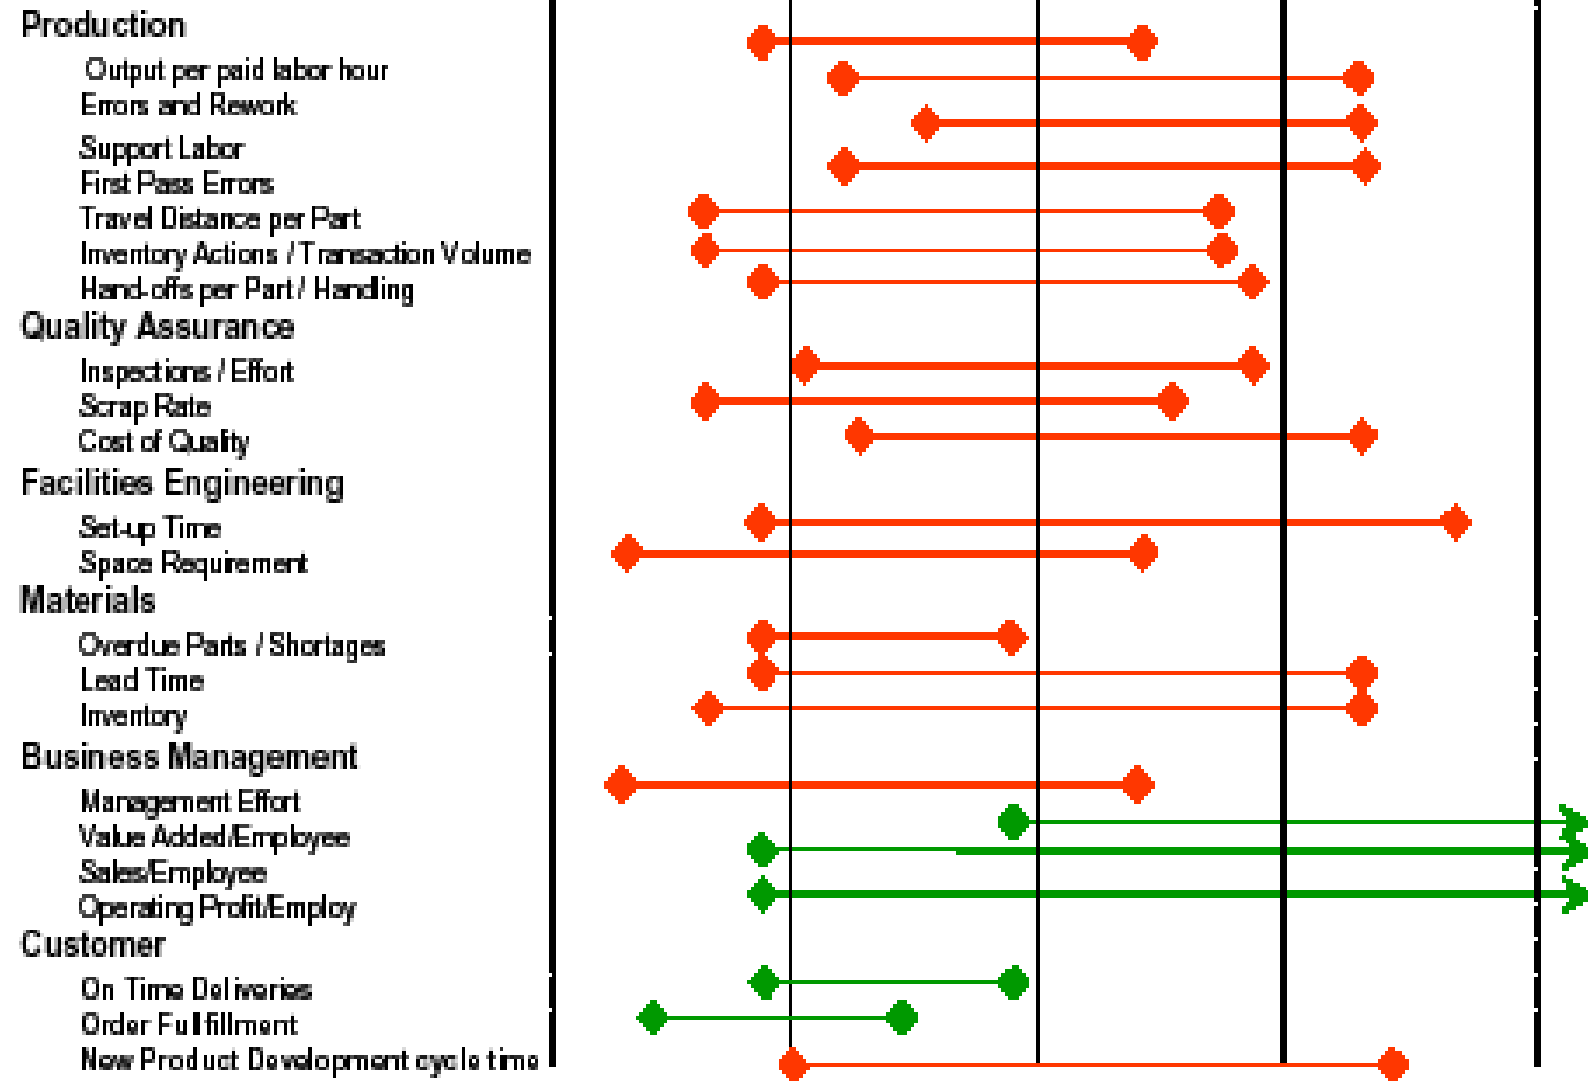 Production
Output per paid labor hour
Errors and Rework
Support Labor
First Pass Errors
Travel Distance per Part
Inventory Actions / Transaction Volume
Hand-offs per Part / Handling
Quality Assurance
Inspections / Effort
Scrap Rate
Cost of Quality
Facilities Engineering
Set-up Time
Space Requirement
Materials
Overdue Parts / Shortages
Lead Time
Inventory
Business Management
Management Effort
Value Added/Employee
Sales/Employee
Operating Profit/Employ
Customer
On Time Deliveries
Order Fullfillment
New Product Development cycle time